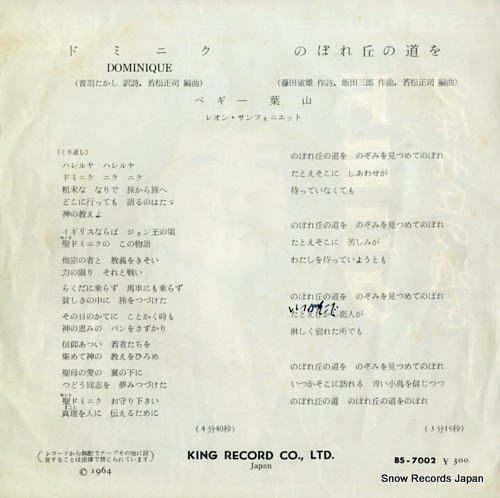 ドミニク
DOMINIQUE
(音羽たかし 訳詩, 若松正司 編曲)
のぼれ丘の道を
(藤田敏雄 作詩, 飯田三郎 作曲, 若松正司 編曲)
ペギー葉山
レオン・サンフォニエット
(くり返し)
ハレルヤ ハレルヤ
ドミニク ニク ニク
粗末な なりで 旅から旅へ
どこに行っても 語るのはたゞ
神の教えよ
イギリスならば ジョン王の頃
聖ドミニクの この物語
他宗の者と 教義をきそい
力の限り それと戦い
らくだに乗らず 馬車にも乗らず
貧しさの中に 旅をつづけた
その日のかてに ことかく時も
神の恵みの パンをさずかり
信仰あつい 若者たちを
集めて神の 教えをひろめ
聖母の愛の 翼の下に
つどう同志を 夢みつづけた
聖ドミニク お守り下さい
真理を人に 伝えるために
(4分40秒)
のぼれ丘の道を のぞみを見つめてのぼれ
たとえそこに しあわせが
待っていなくても
のぼれ丘の道を のぞみを見つめてのぼれ
たとえそこに 苦しみが
わたしを待っていようとも
のぼれ丘の道を のぞみを見つめてのぼれ
恋人が
淋しく別れた所でも
のぼれ丘の道を のぞみを見つめてのぼれ
いつかそこに訪れる 青い小鳥を信じつつ
のぼれ丘の道 のぼれ丘の道をのぼれ
(3分15秒)
(レコードから無断でテープその他に録音することは法律で禁じられています)
© 1964
KING RECORD CO., LTD.
Japan
BS-7002 ¥300
Snow Records Japan